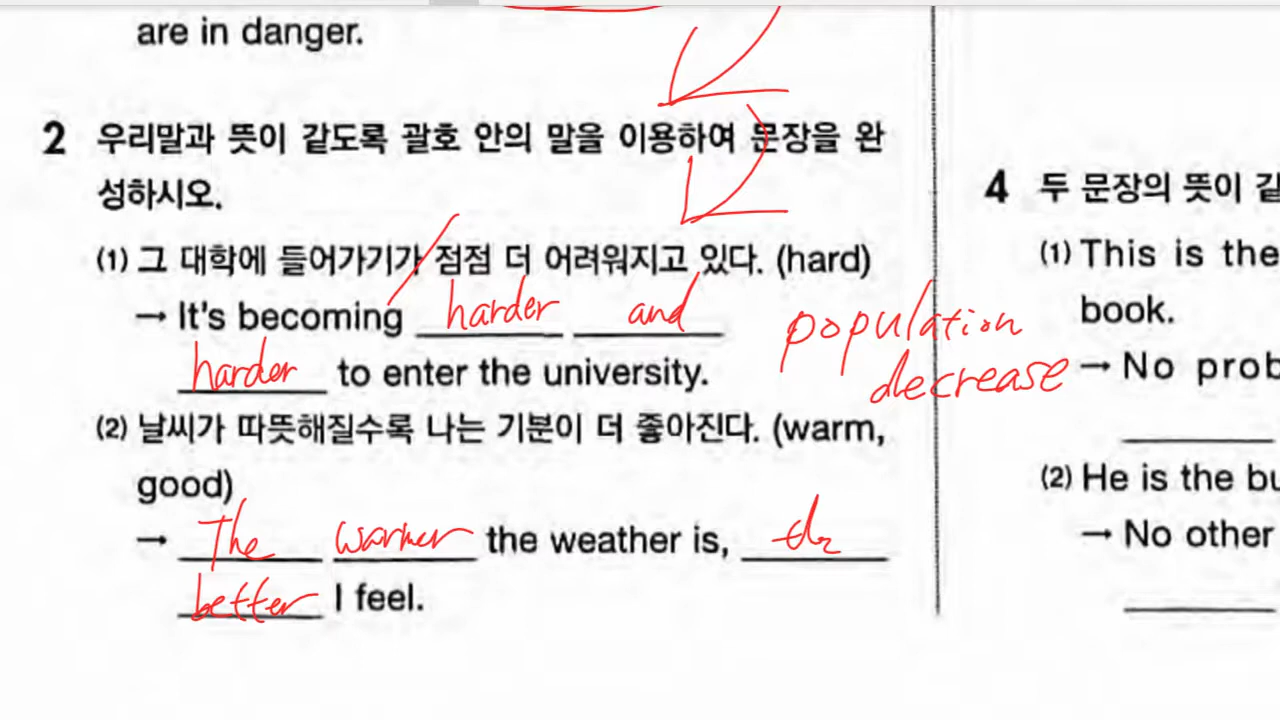 are in danger.
2 우리말과 뜻이 같도록 괄호 안의 말을 이용하여 문장을 완
성하시오.
(1) 그 대학에 들어가기가 점점 더 어려워지고 있다. (hard)
→ It's becoming harder and
harder to enter the university.
(2) 날씨가 따뜻해질수록 나는 기분이 더 좋아진다. (warm,
good)
→ The warmer the weather is, the
better I feel.
population
decrease
4 두 문장의 뜻이 같
(1) This is the
book.
→ No prob
(2) He is the bu
→ No other